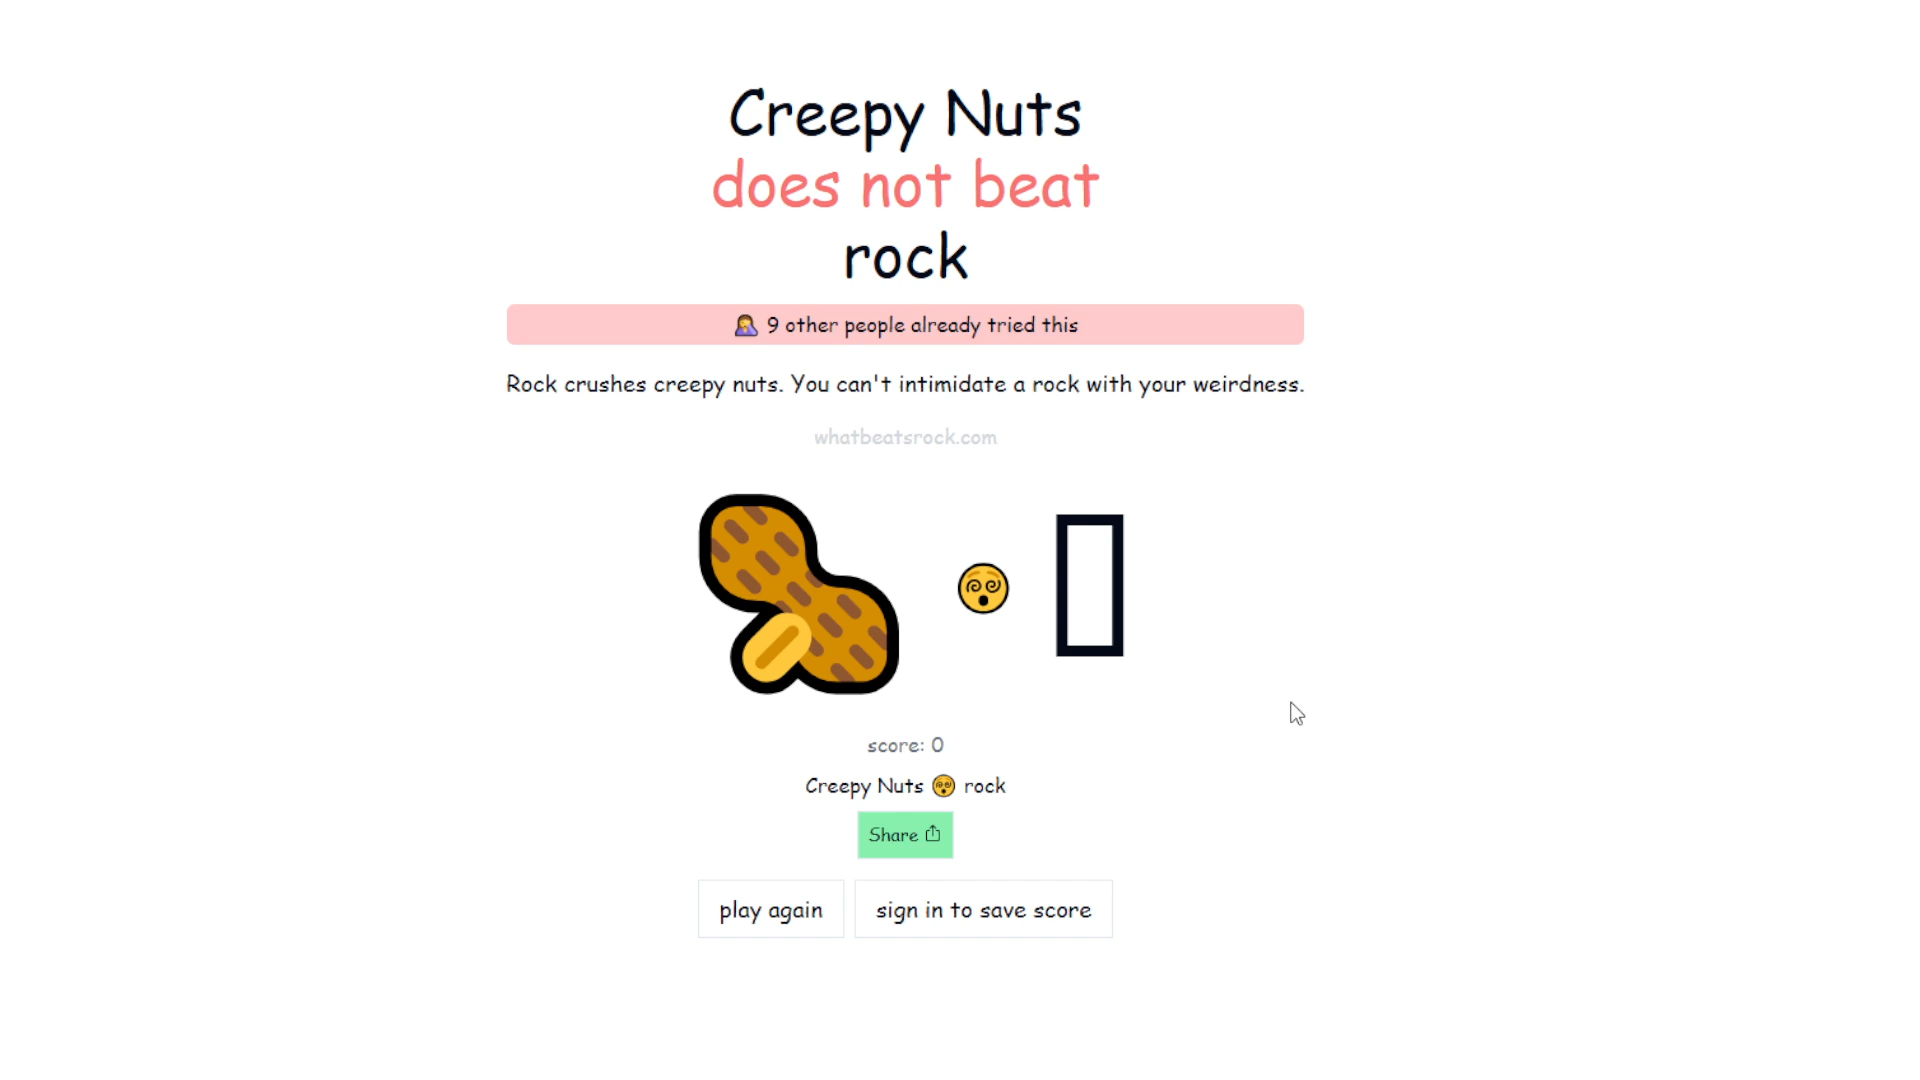 Creepy Nuts
does not beat
rock
🤦‍♀️ 9 other people already tried this
Rock crushes creepy nuts. You can't intimidate a rock with your weirdness.
whatbeatsrock.com
score: 0
Creepy Nuts 😵‍💫 rock
Share
play again
sign in to save score